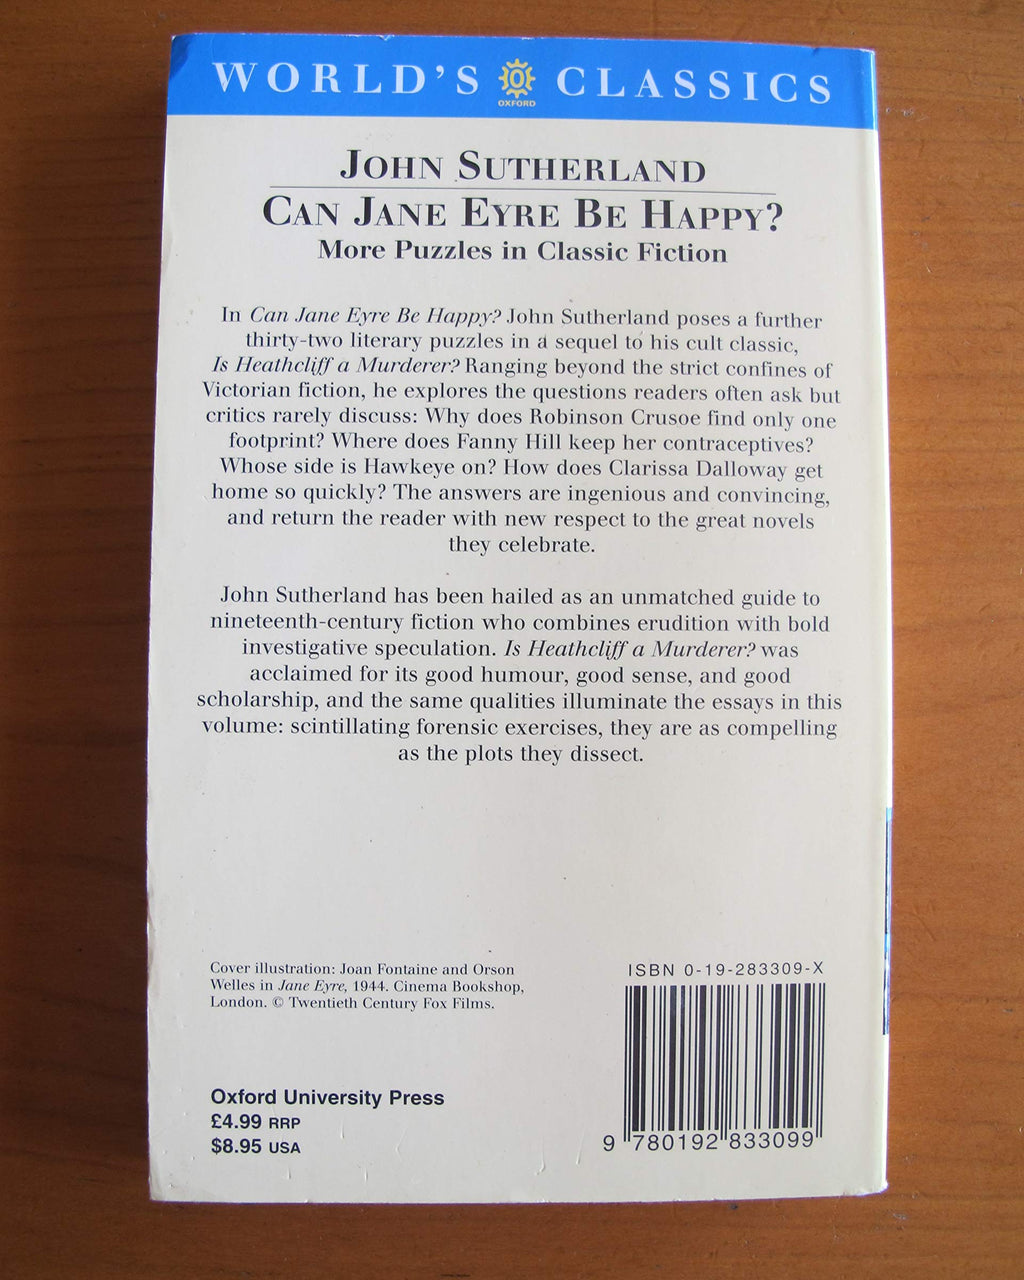 WORLD'S CLASSICS
OXFORD
JOHN SUTHERLAND
CAN JANE EYRE BE HAPPY?
More Puzzles in Classic Fiction
In Can Jane Eyre Be Happy? John Sutherland poses a further
thirty-two literary puzzles in a sequel to his cult classic,
Is Heathcliff a Murderer? Ranging beyond the strict confines of
Victorian fiction, he explores the questions readers often ask but
critics rarely discuss: Why does Robinson Crusoe find only one
footprint? Where does Fanny Hill keep her contraceptives?
Whose side is Hawkeye on? How does Clarissa Dalloway get
home so quickly? The answers are ingenious and convincing,
and return the reader with new respect to the great novels
they celebrate.
John Sutherland has been hailed as an unmatched guide to
nineteenth-century fiction who combines erudition with bold
investigative speculation. Is Heathcliff a Murderer? was
acclaimed for its good humour, good sense, and good
scholarship, and the same qualities illuminate the essays in this
volume: scintillating forensic exercises, they are as compelling
as the plots they dissect.
Cover illustration: Joan Fontaine and Orson
Welles in Jane Eyre, 1944. Cinema Bookshop,
London. © Twentieth Century Fox Films.
Oxford University Press
£4.99 RRP
$8.95 USA
ISBN 0-19-283309-X
9 780192 833099